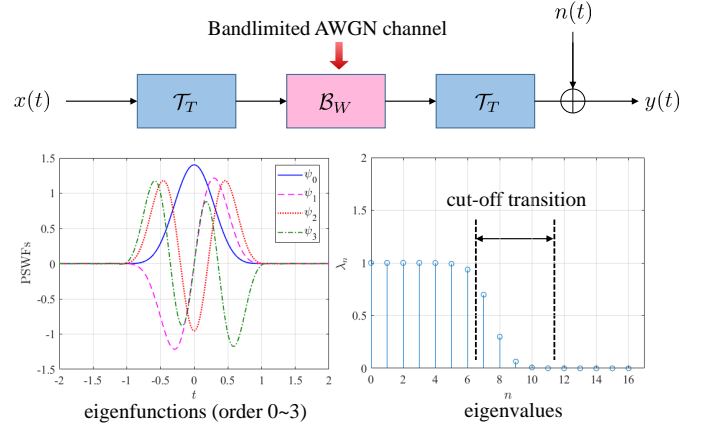 Bandlimited AWGN channel
n(t)
x(t)
𝒯_T
ℬ_W
𝒯_T
y(t)
1.5
1
0.5
0
-0.5
-1
-1.5
PSWFs
ψ_0
ψ_1
ψ_2
ψ_3
-2 -1.5 -1 -0.5 0 0.5 1 1.5 2
t
eigenfunctions (order 0~3)
2
1.5
1
0.5
0
λ_n
cut-off transition
0 2 4 6 8 10 12 14 16
n
eigenvalues